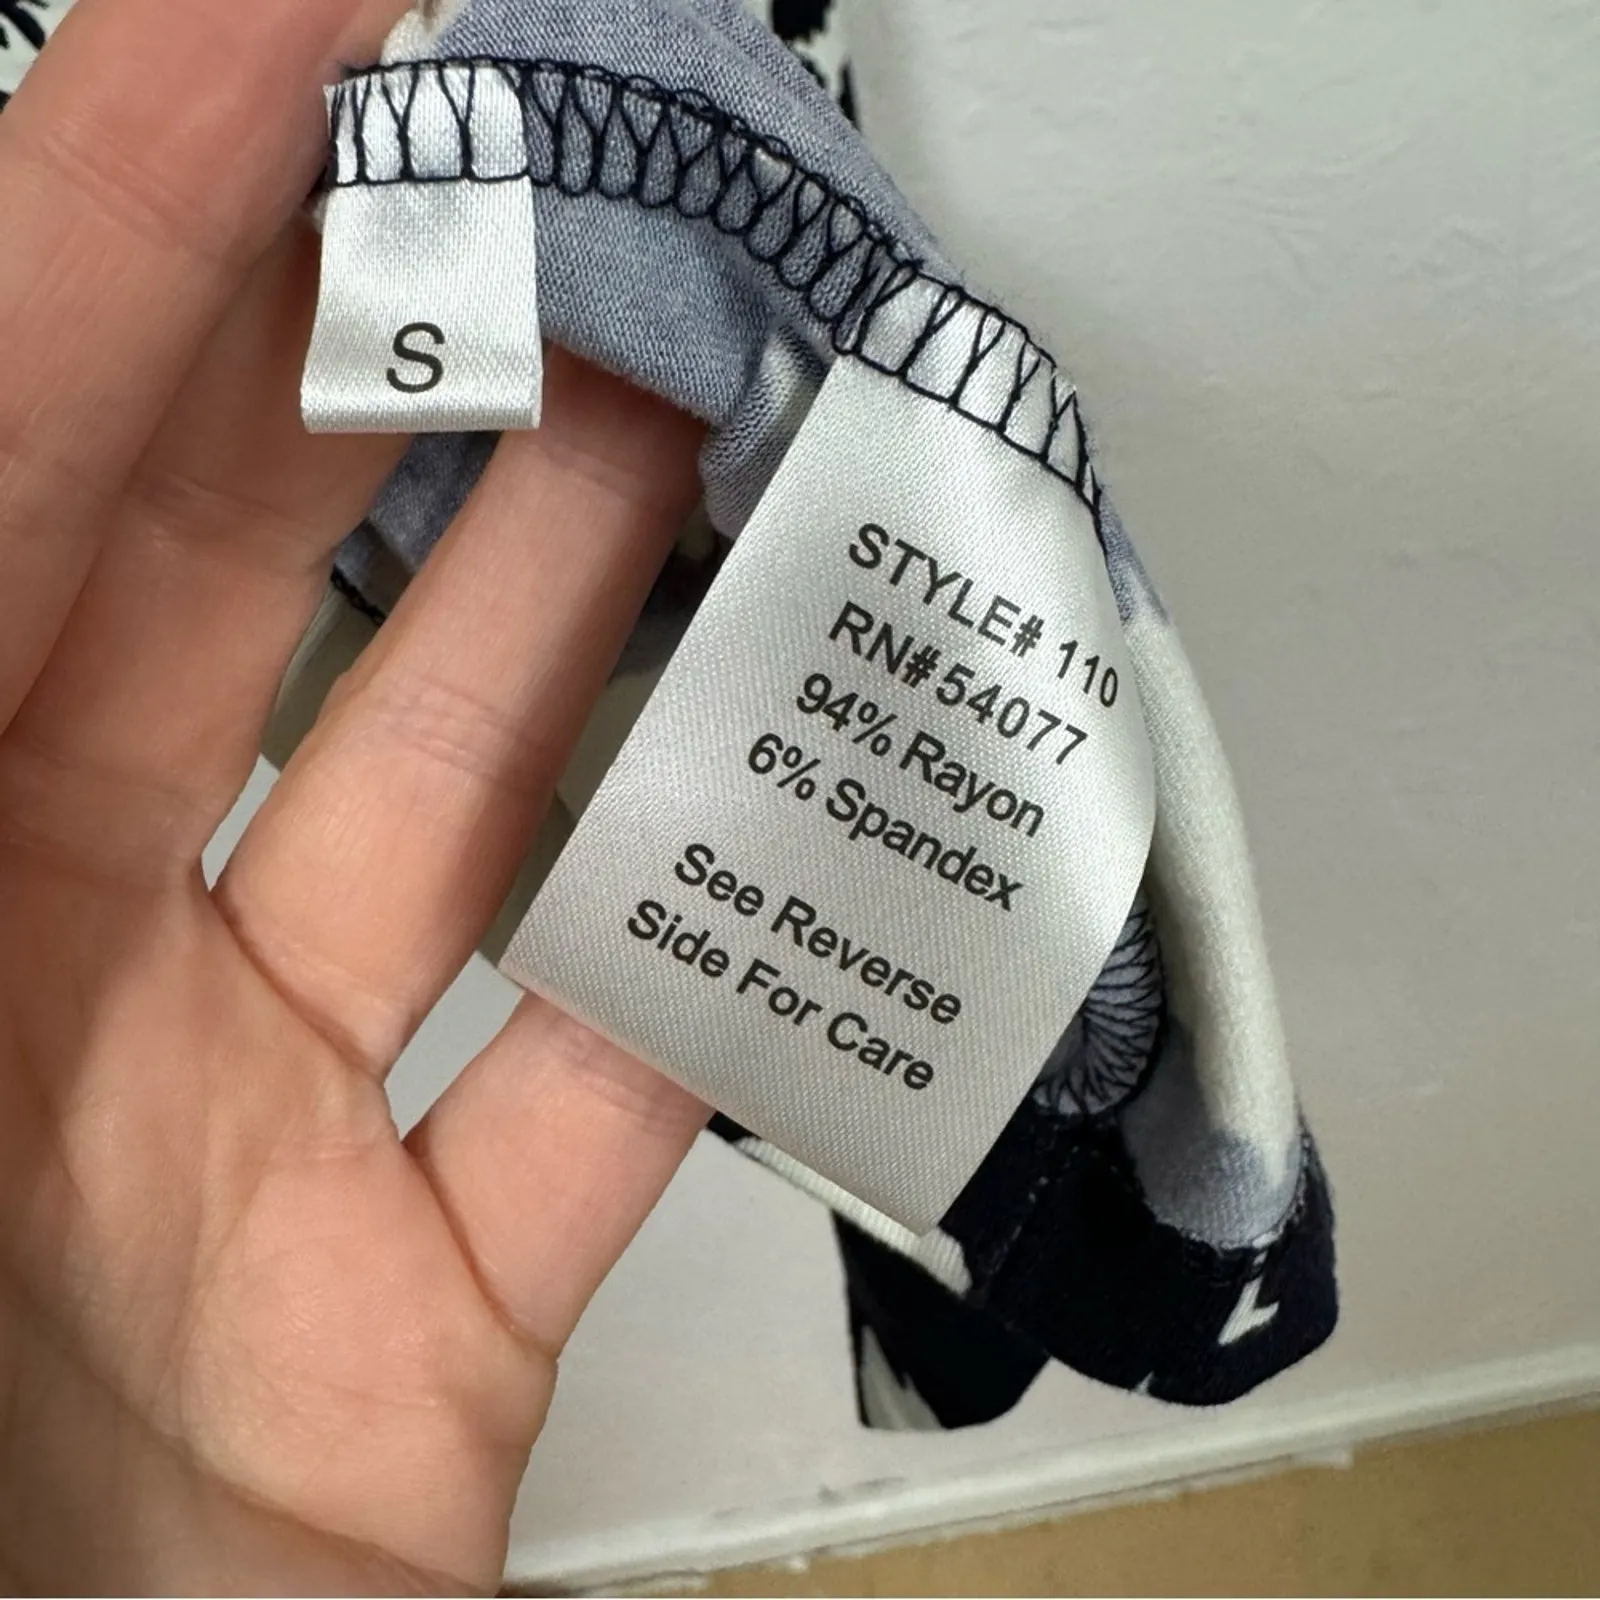 S
STYLE# 110
RN# 54077
94% Rayon
6% Spandex
See Reverse
Side For Care